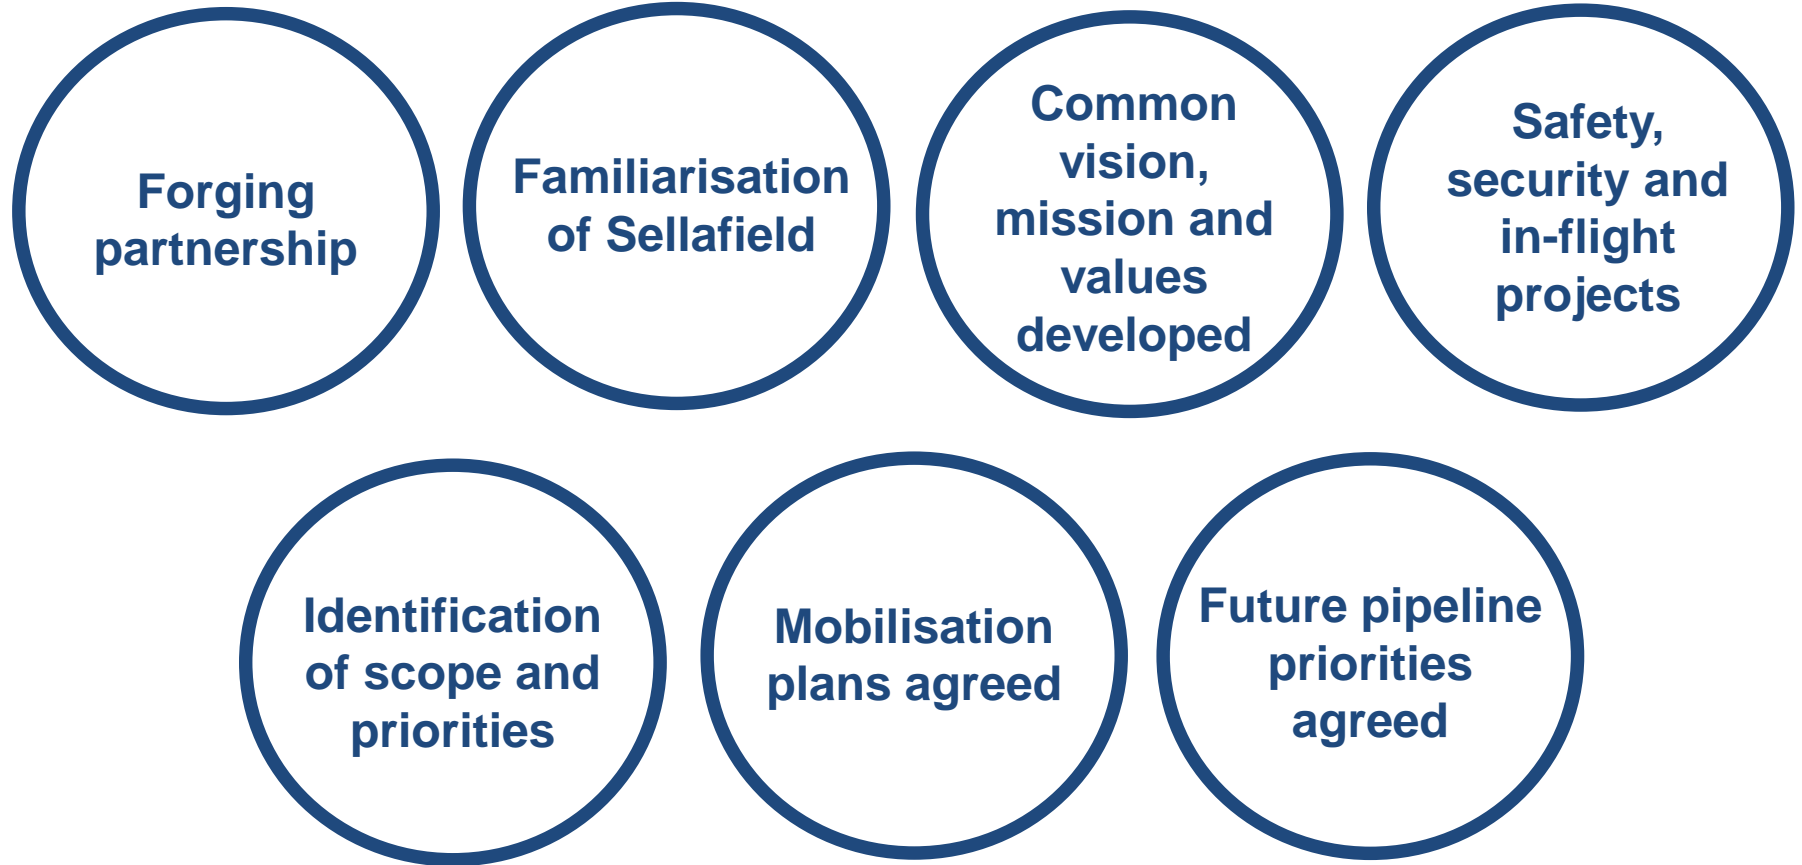 Forging
partnership
Familiarisation
of Sellafield
Common
vision,
mission and
values
developed
Safety,
security and
in-flight
projects
Identification
of scope and
priorities
Mobilisation
plans agreed
Future pipeline
priorities
agreed